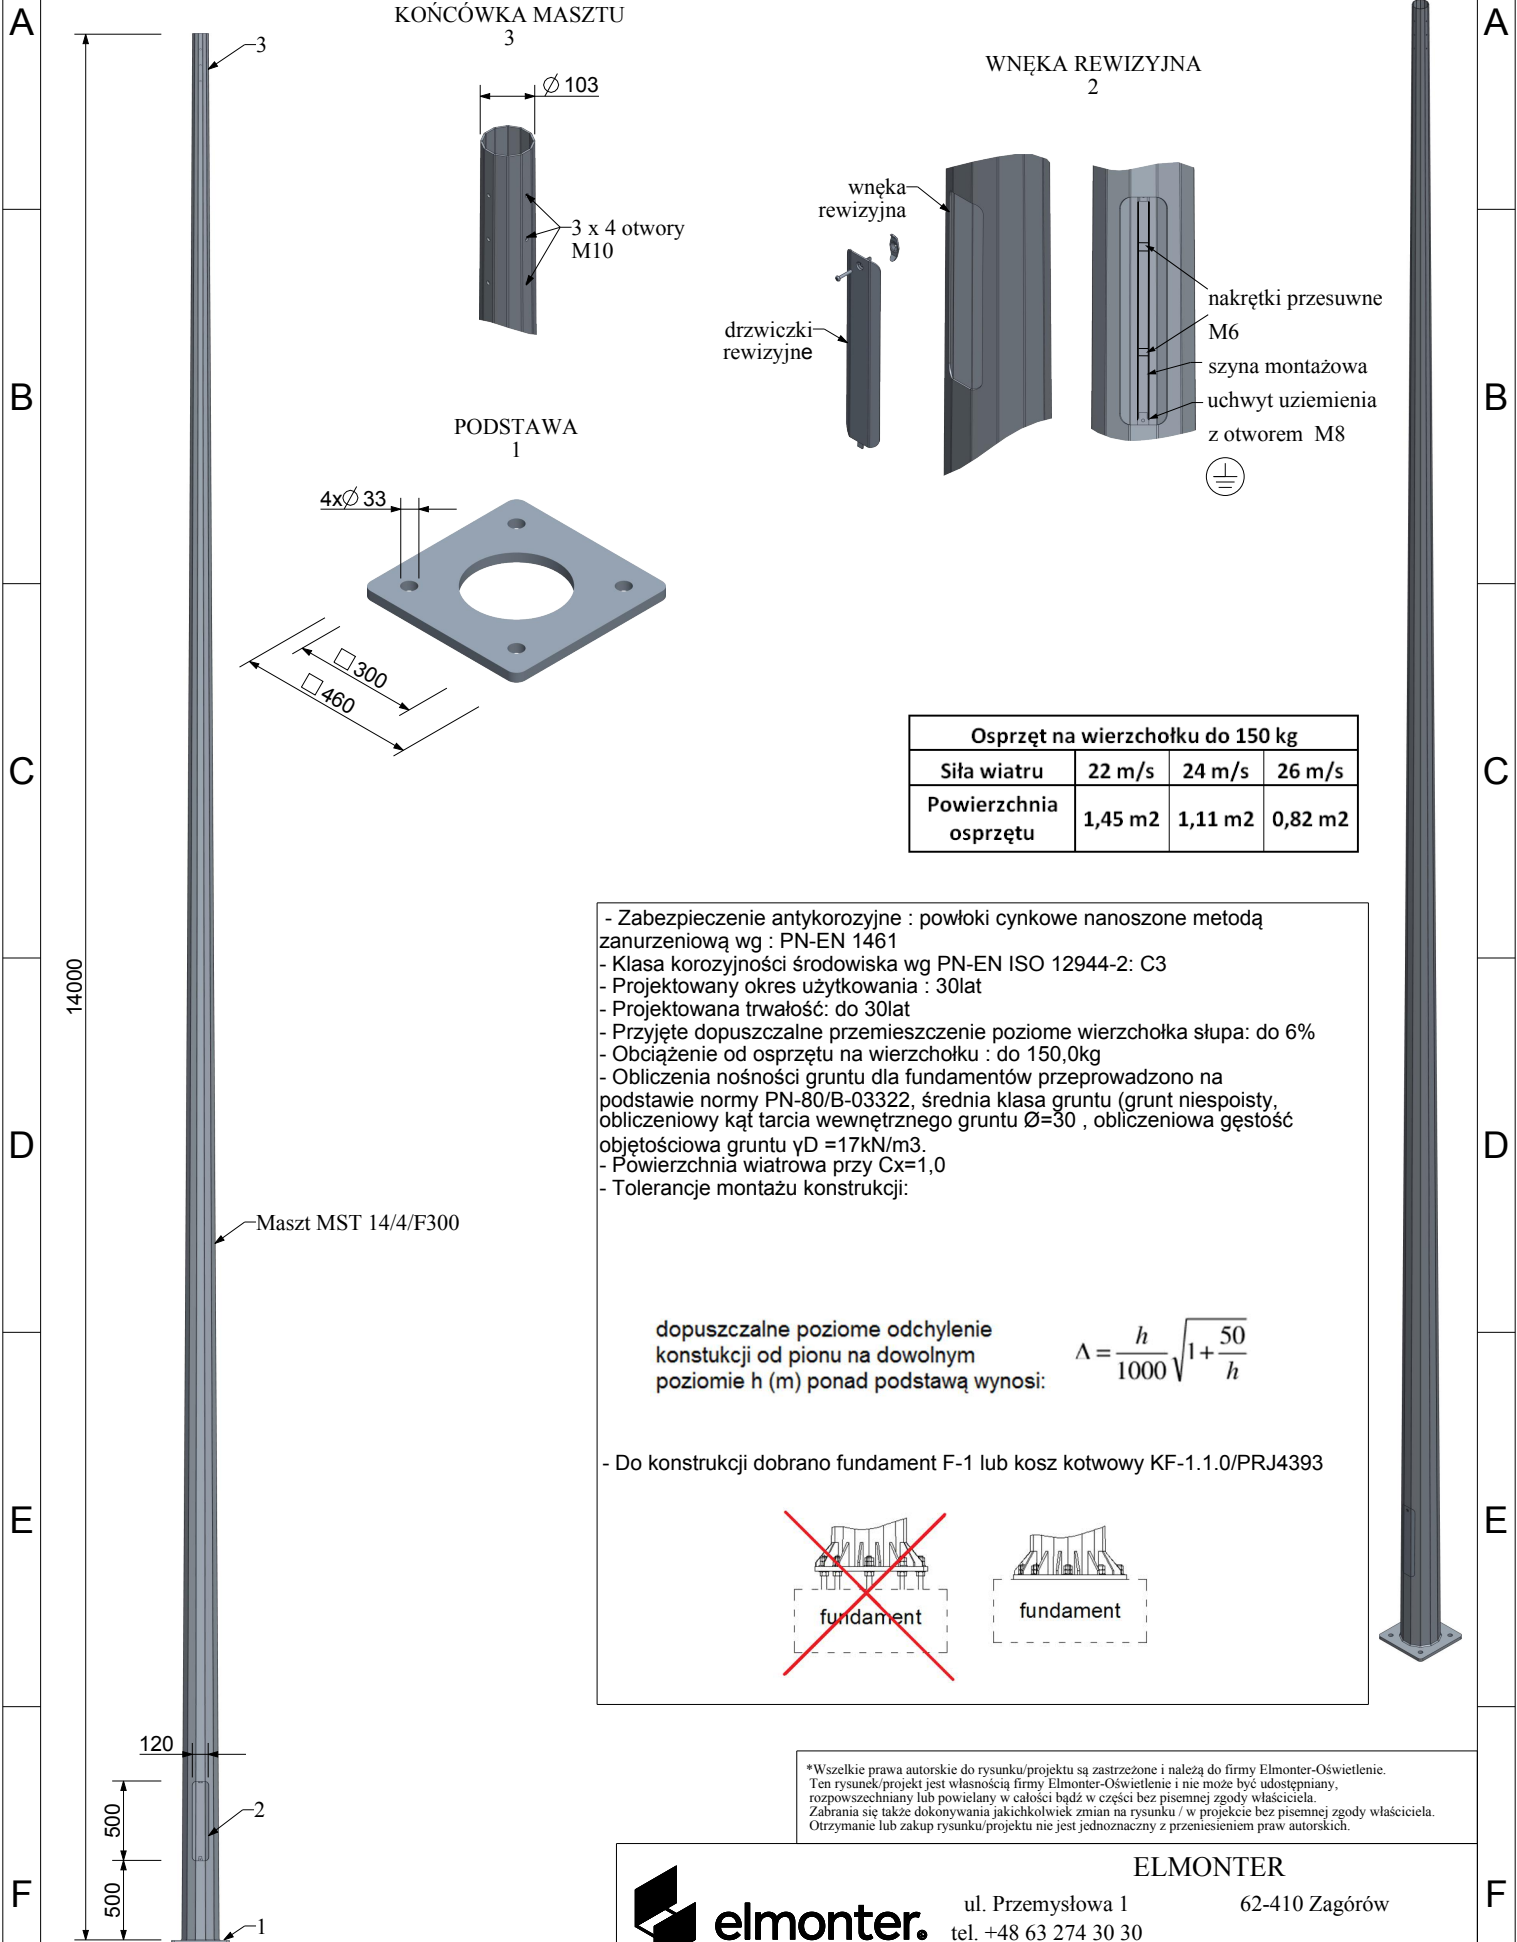 A
A
KOŃCÓWKA MASZTU
3
3
Ø 103
3 x 4 otwory
M10
WNĘKA REWIZYJNA
2
wnęka
rewizyjna
drzwiczki
rewizyjne
nakrętki przesuwne
M6
szyna montażowa
uchwyt uziemienia
z otworem M8
B
B
PODSTAWA
1
4xØ 33
□300
□460
C
C
Osprzęt na wierzchołku do 150 kg
Siła wiatru 22 m/s 24 m/s 26 m/s
Powierzchnia
osprzętu 1,45 m2 1,11 m2 0,82 m2
14000
- Zabezpieczenie antykorozyjne : powłoki cynkowe nanoszone metodą
zanurzeniową wg : PN-EN 1461
- Klasa korozyjności środowiska wg PN-EN ISO 12944-2: C3
- Projektowany okres użytkowania : 30lat
- Projektowana trwałość: do 30lat
- Przyjęte dopuszczalne przemieszczenie poziome wierzchołka słupa: do 6%
- Obciążenie od osprzętu na wierzchołku : do 150,0kg
- Obliczenia nośności gruntu dla fundamentów przeprowadzono na
podstawie normy PN-80/B-03322, średnia klasa gruntu (grunt niespoisty,
obliczeniowy kąt tarcia wewnętrznego gruntu Ø=30 , obliczeniowa gęstość
objętościowa gruntu γD =17kN/m3.
- Powierzchnia wiatrowa przy Cx=1,0
- Tolerancje montażu konstrukcji:
D
D
Maszt MST 14/4/F300
dopuszczalne poziome odchylenie
konstukcji od pionu na dowolnym
poziomie h (m) ponad podstawą wynosi:
Δ = h/1000 √(1+50/h)
- Do konstrukcji dobrano fundament F-1 lub kosz kotwowy KF-1.1.0/PRJ4393
E
E
fundament
fundament
120
500
2
500
1
F
F
*Wszelkie prawa autorskie do rysunku/projektu są zastrzeżone i należą do firmy Elmonter-Oświetlenie.
Ten rysunek/projekt jest własnością firmy Elmonter-Oświetlenie i nie może być udostępniany,
rozpowszechniany lub powielany w całości bądź w części bez pisemnej zgody właściciela.
Zabrania się także dokonywania jakichkolwiek zmian na rysunku / w projekcie bez pisemnej zgody właściciela.
Otrzymanie lub zakup rysunku/projektu nie jest jednoznaczny z przeniesieniem praw autorskich.
elmonter.
ELMONTER
ul. Przemysłowa 1 62-410 Zagórów
tel. +48 63 274 30 30